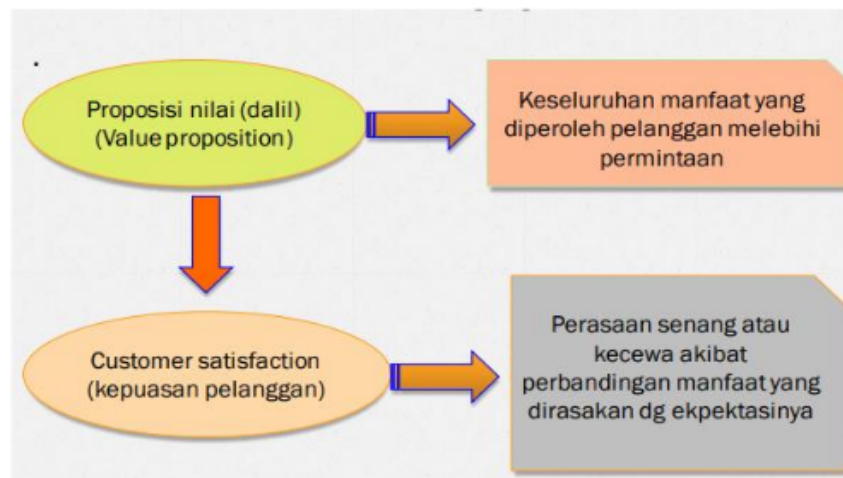 Proposisi nilai (dalil)
(Value proposition)
Keseluruhan manfaat yang
diperoleh pelanggan melebihi
permintaan
Customer satisfaction
(kepuasan pelanggan)
Perasaan senang atau
kecewa akibat
perbandingan manfaat yang
dirasakan dg ekpektasinya